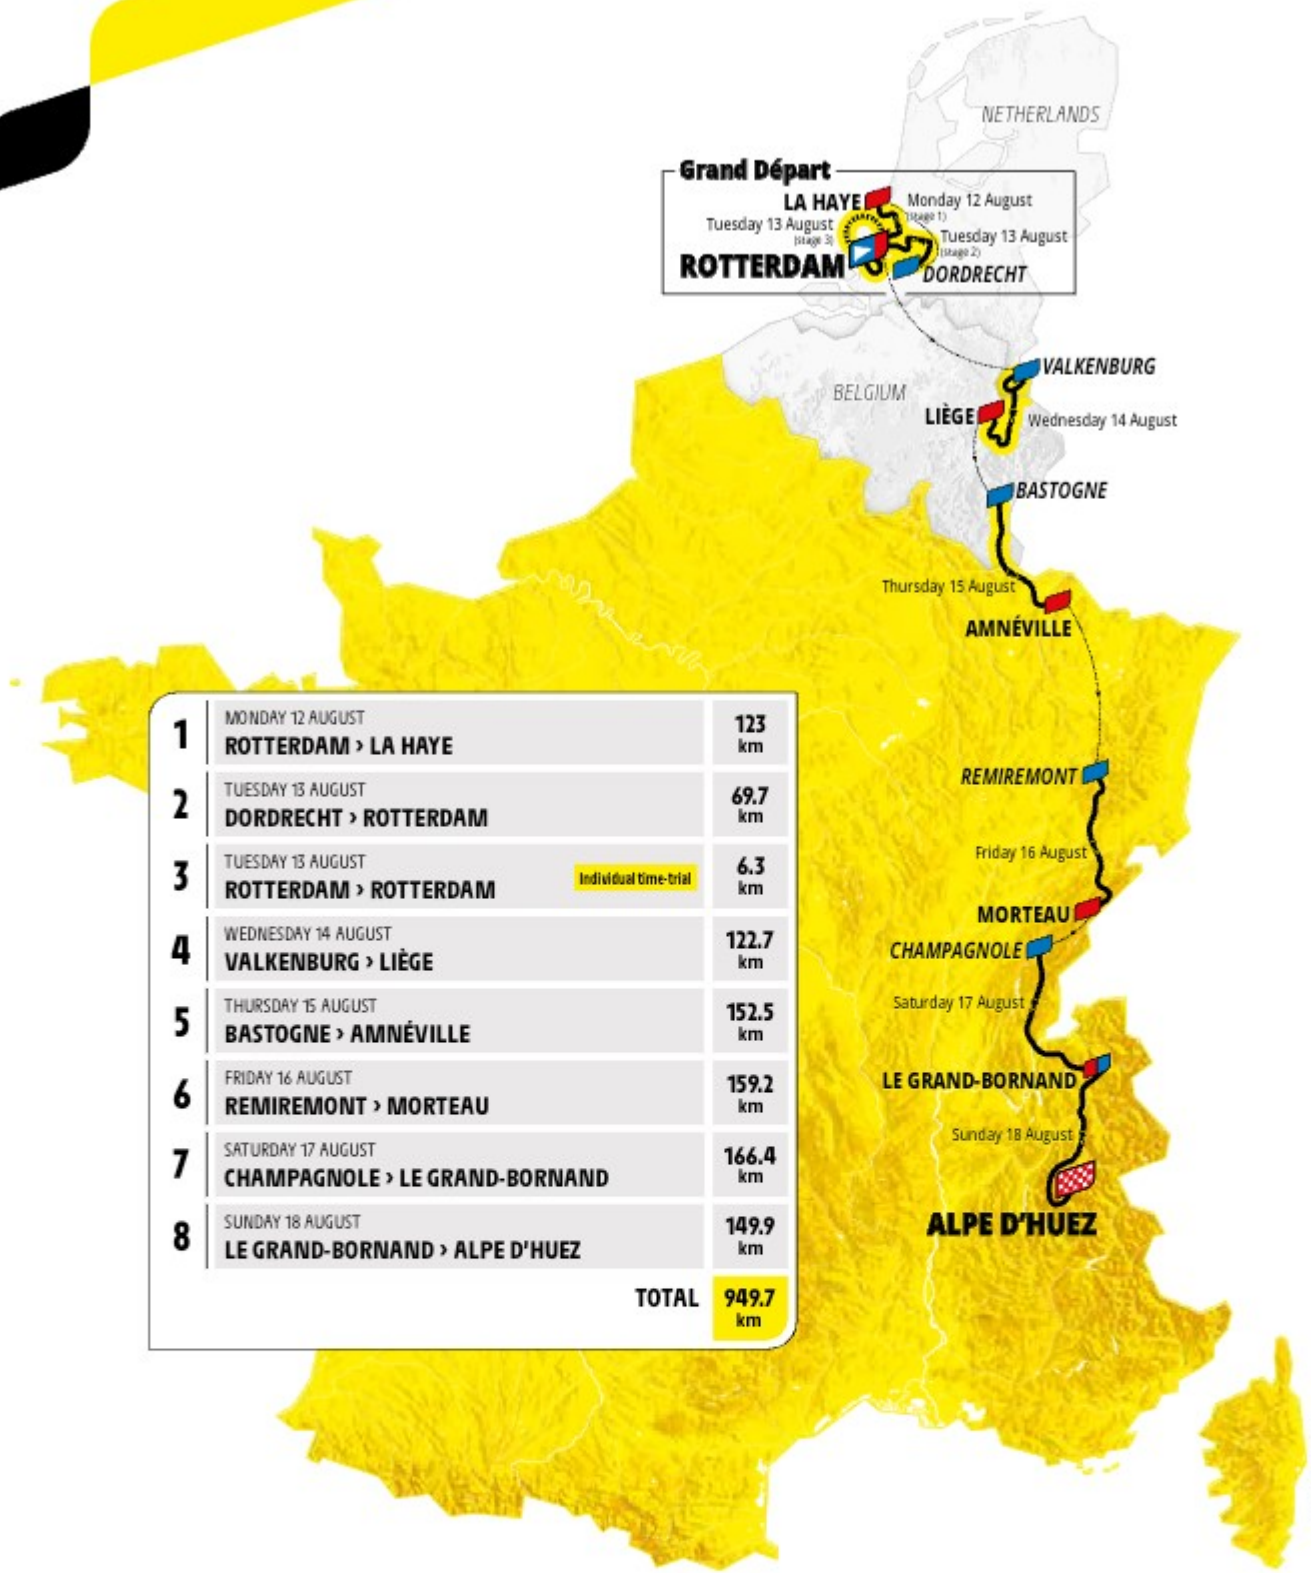 NETHERLANDS
Grand Départ
LA HAYE
Monday 12 August
(Stage 1)
Tuesday 13 August
(Stage 3)
Tuesday 13 August
(Stage 2)
ROTTERDAM
DORDRECHT
VALKENBURG
BELGIUM
LIÈGE
Wednesday 14 August
BASTOGNE
Thursday 15 August
AMNÉVILLE
REMIREMONT
Friday 16 August
MORTEAU
CHAMPAGNOLE
Saturday 17 August
LE GRAND-BORNAND
Sunday 18 August
ALPE D'HUEZ
1
MONDAY 12 AUGUST
ROTTERDAM > LA HAYE
123
km
2
TUESDAY 13 AUGUST
DORDRECHT > ROTTERDAM
69.7
km
3
TUESDAY 13 AUGUST
ROTTERDAM > ROTTERDAM
Individual time-trial
6.3
km
4
WEDNESDAY 14 AUGUST
VALKENBURG > LIÈGE
122.7
km
5
THURSDAY 15 AUGUST
BASTOGNE > AMNÉVILLE
152.5
km
6
FRIDAY 16 AUGUST
REMIREMONT > MORTEAU
159.2
km
7
SATURDAY 17 AUGUST
CHAMPAGNOLE > LE GRAND-BORNAND
166.4
km
8
SUNDAY 18 AUGUST
LE GRAND-BORNAND > ALPE D'HUEZ
149.9
km
TOTAL
949.7
km